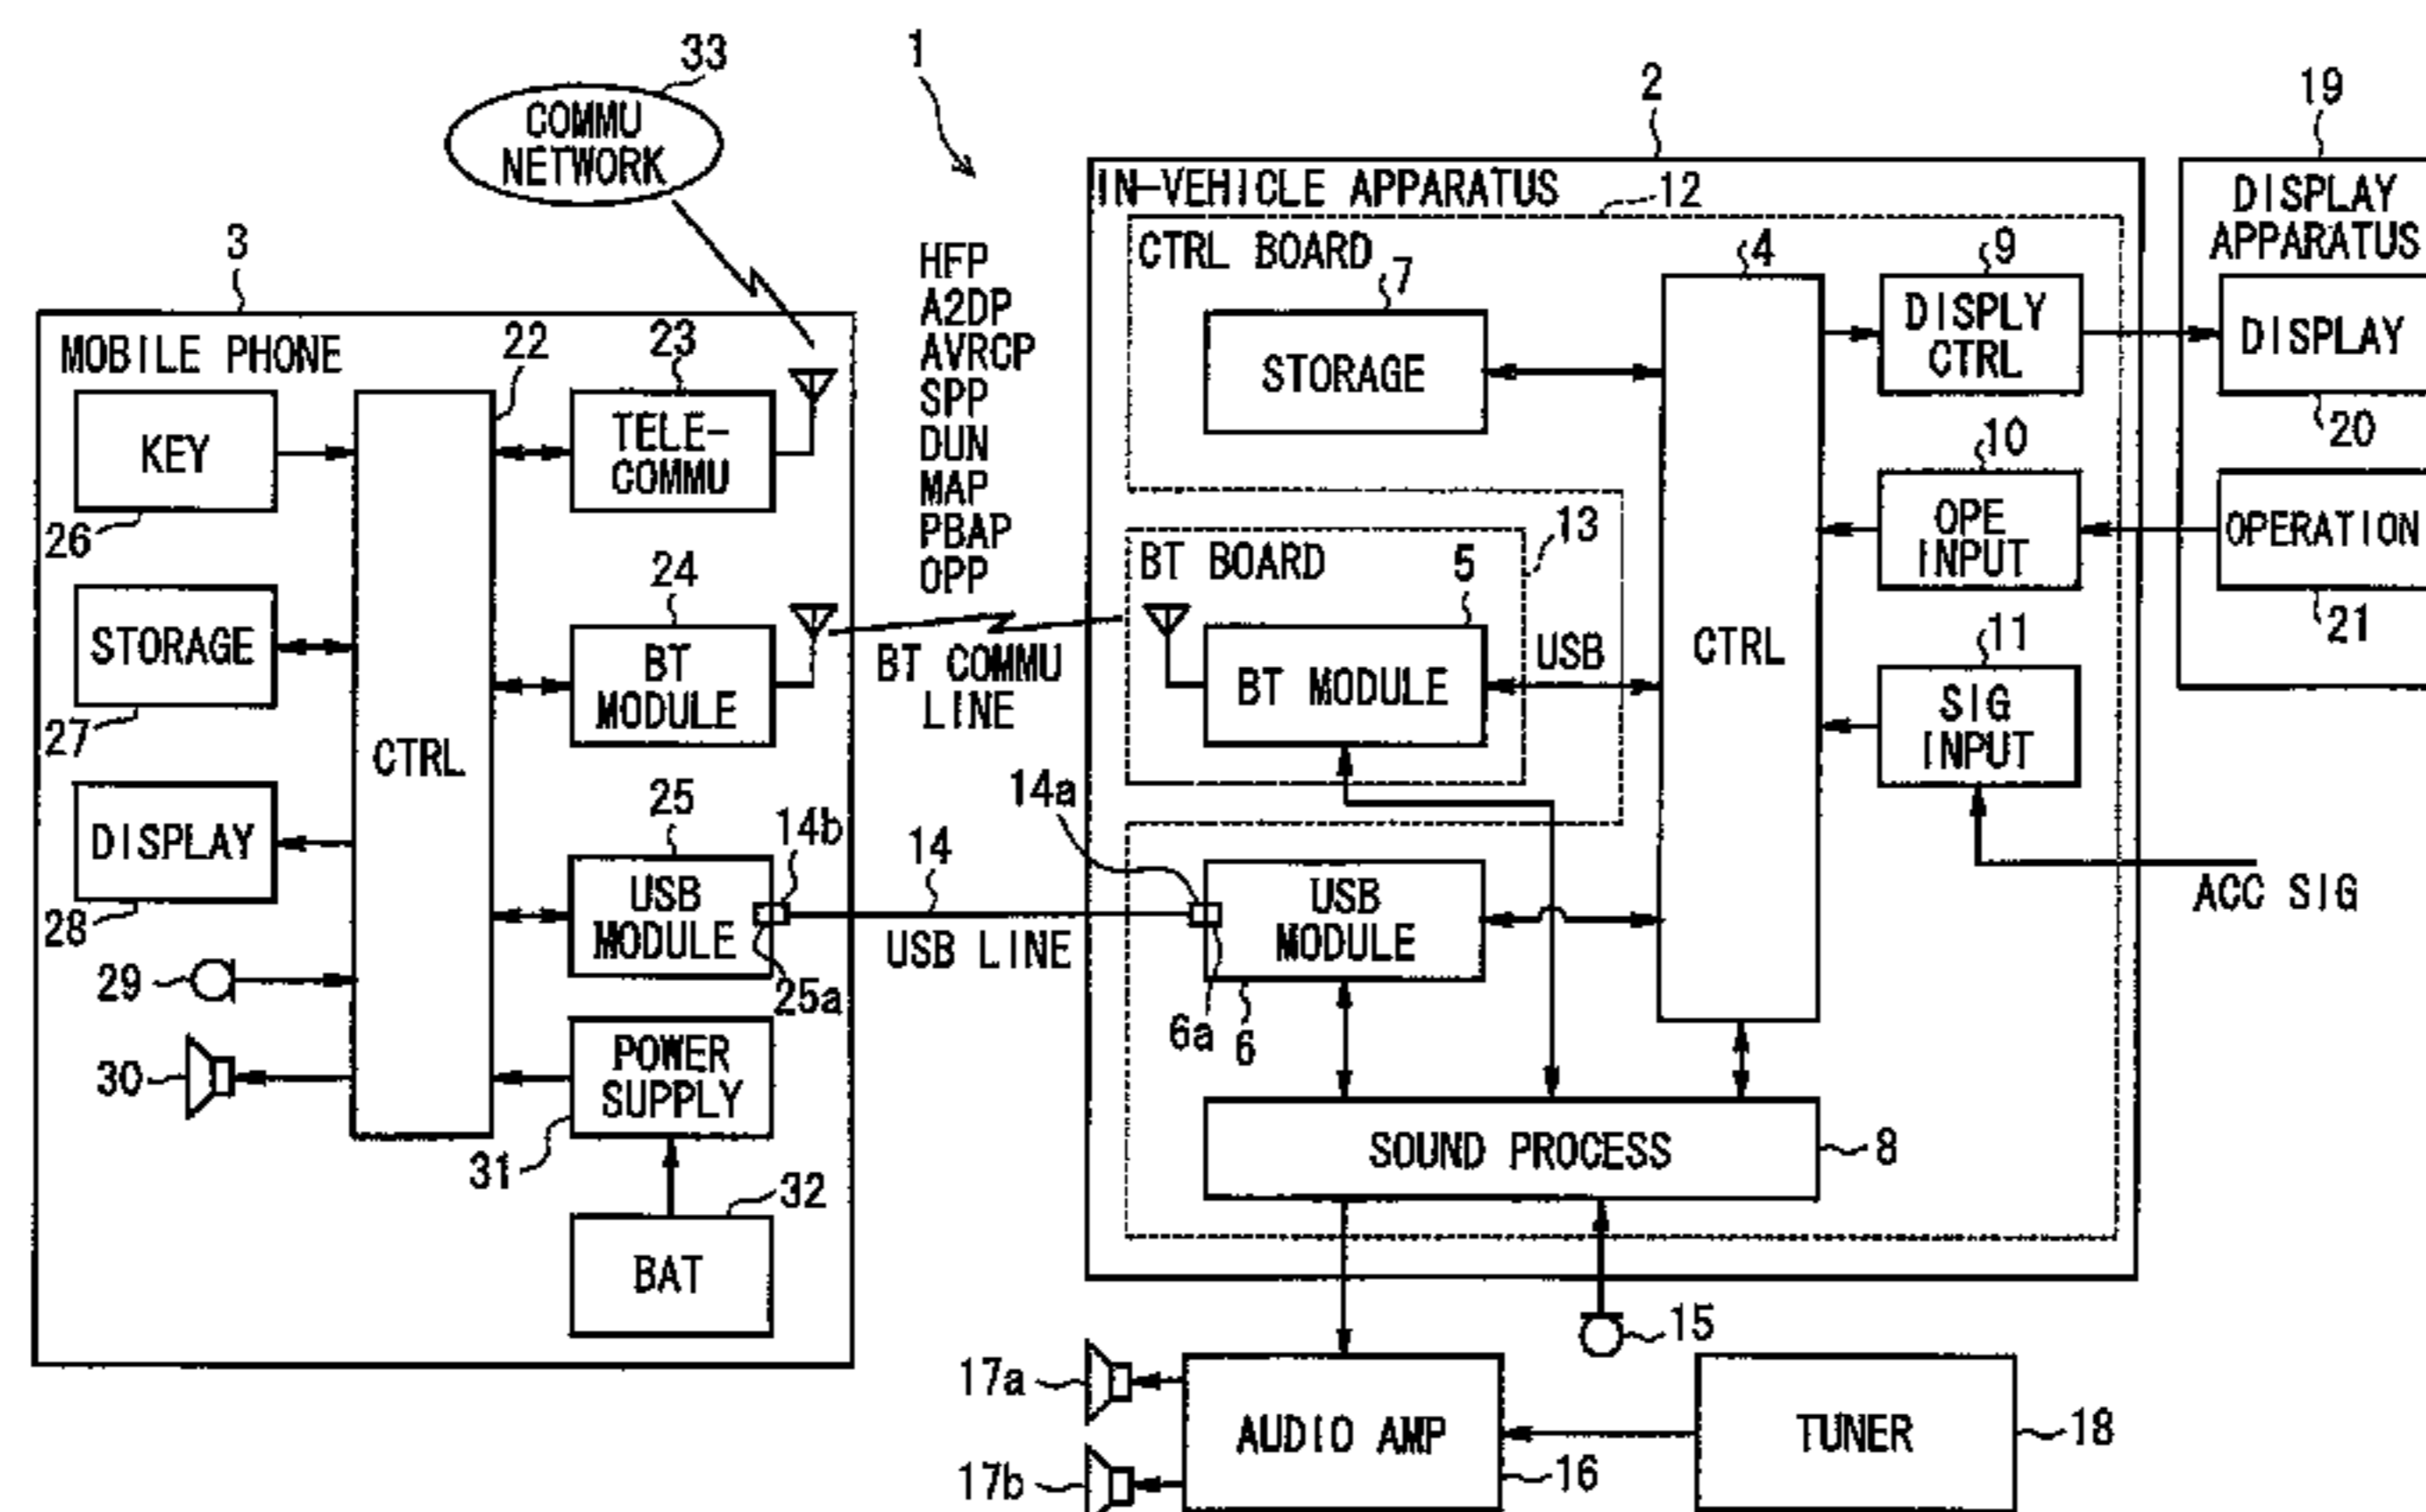 33
COMMU
NETWORK
1
2
19
IN-VEHICLE APPARATUS
12
DISPLAY
APPARATUS
3
MOBILE PHONE
22
23
KEY
26
TELE-
COMMU
24
STORAGE
27
BT
MODULE
CTRL
25
14b
DISPLAY
28
USB
MODULE
25a
29
30
POWER
SUPPLY
31
32
BAT
HFP
A2DP
AVRCP
SPP
DUN
MAP
PBAP
OPP
BT COMMU
LINE
14
USB LINE
14a
CTRL BOARD
7
STORAGE
4
9
DISPLY
CTRL
DISPLAY
20
10
OPE
INPUT
OPERATION
21
13
BT BOARD
5
BT MODULE
USB
CTRL
11
SIG
INPUT
ACC SIG
USB
MODULE
6a
6
SOUND PROCESS
8
15
17a
17b
AUDIO AMP
16
TUNER
18